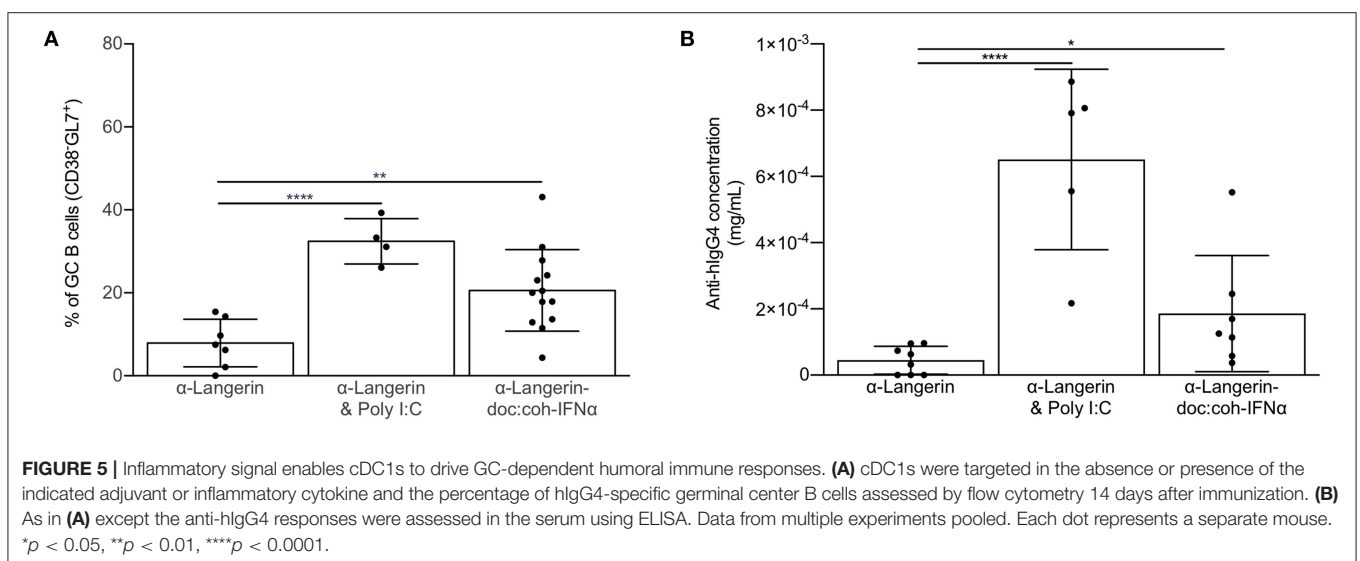 A
80
60
40
20
0
% of GC B cells (CD38-GL7+)
**
****
α-Langerin
α-Langerin
& Poly I:C
α-Langerin-
doc:coh-IFNα
B
1×10-3
8×10-4
6×10-4
4×10-4
2×10-4
0
Anti-hIgG4 concentration
(mg/mL)
*
****
α-Langerin
α-Langerin
& Poly I:C
α-Langerin-
doc:coh-IFNα
FIGURE 5 | Inflammatory signal enables cDC1s to drive GC-dependent humoral immune responses. (A) cDC1s were targeted in the absence or presence of the
indicated adjuvant or inflammatory cytokine and the percentage of hIgG4-specific germinal center B cells assessed by flow cytometry 14 days after immunization. (B)
As in (A) except the anti-hIgG4 responses were assessed in the serum using ELISA. Data from multiple experiments pooled. Each dot represents a separate mouse.
*p < 0.05, **p < 0.01, ****p < 0.0001.